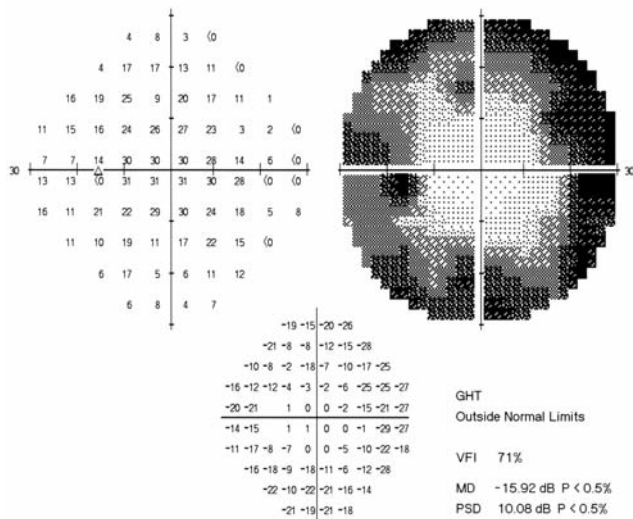 4 8 3 (0
4 17 17 13 11 (0
16 19 25 9 20 17 11 1
11 15 16 24 26 27 23 3 2 (0
7 7 14 30 30 30 28 14 6 (0
30 30
13 13 (0 31 31 31 30 28 (0 (0
16 11 21 22 29 30 24 18 5 8
11 10 19 11 17 22 15 (0
6 17 5 6 11 12
6 8 4 7
-19 -15 -20 -26
-21 -8 -8 -12 -15 -28
-10 -8 -2 -18 -7 -10 -17 -25
-16 -12 -12 -4 -3 -2 -6 -25 -25 -27
-20 -21 1 0 0 -2 -15 -21 -27
-14 -15 1 1 0 0 -1 -29 -27
-11 -17 -8 -7 0 0 -5 -10 -22 -18
-16 -18 -9 -18 -11 -6 -12 -28
-22 -10 -22 -21 -16 -14
-21 -19 -21 -18
GHT
Outside Normal Limits
VFI 71%
MD -15.92 dB P < 0.5%
PSD 10.08 dB P < 0.5%